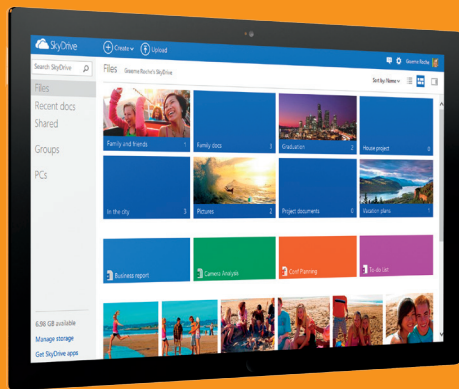 SkyDrive
Create
Upload
Graeme Roche
Search SkyDrive
Files
Graeme Roche's SkyDrive
Sort by: Name
Files
Recent docs
Shared
Groups
PCs
Family and friends 1
Family docs 3
Graduation 2
House project 0
In the city 3
Pictures 2
Project documents 6
Vacation plans 1
Business report
Camera Analysis
Conf Planning
To-do List
6.98 GB available
Manage storage
Get SkyDrive apps